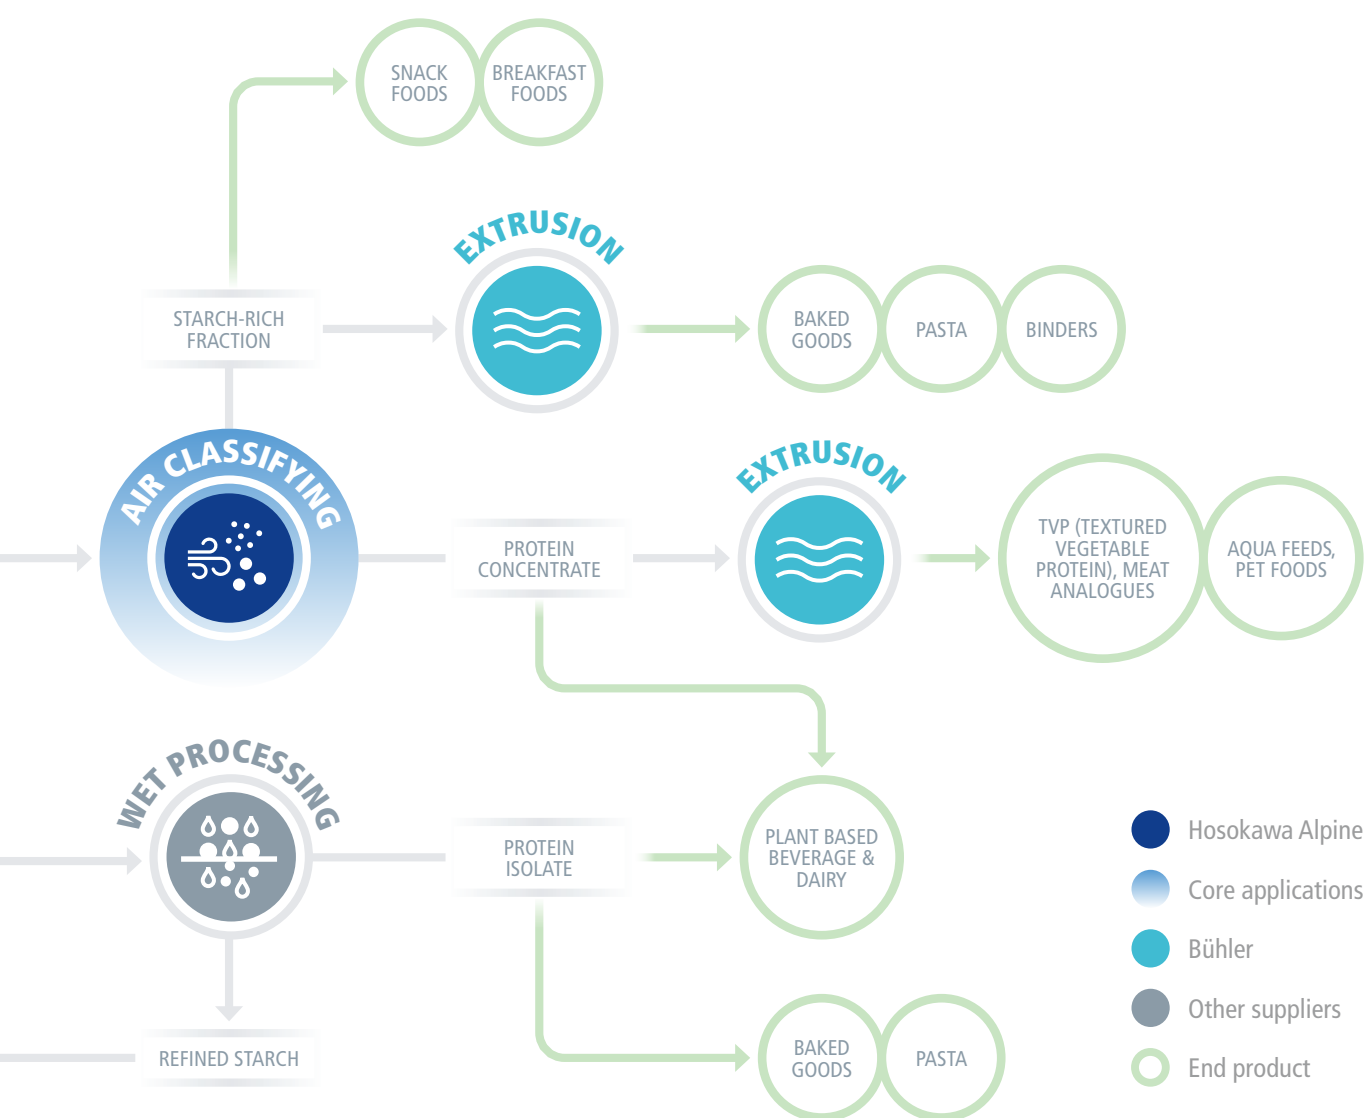 SNACK
FOODS
BREAKFAST
FOODS
EXTRUSION
STARCH-RICH
FRACTION
BAKED
GOODS
PASTA
BINDERS
AIR CLASSIFYING
EXTRUSION
PROTEIN
CONCENTRATE
TVP (TEXTURED
VEGETABLE
PROTEIN), MEAT
ANALOGUES
AQUA FEEDS,
PET FOODS
WET PROCESSING
PROTEIN
ISOLATE
PLANT BASED
BEVERAGE &
DAIRY
REFINED STARCH
BAKED
GOODS
PASTA
Hosokawa Alpine
Core applications
Bühler
Other suppliers
End product